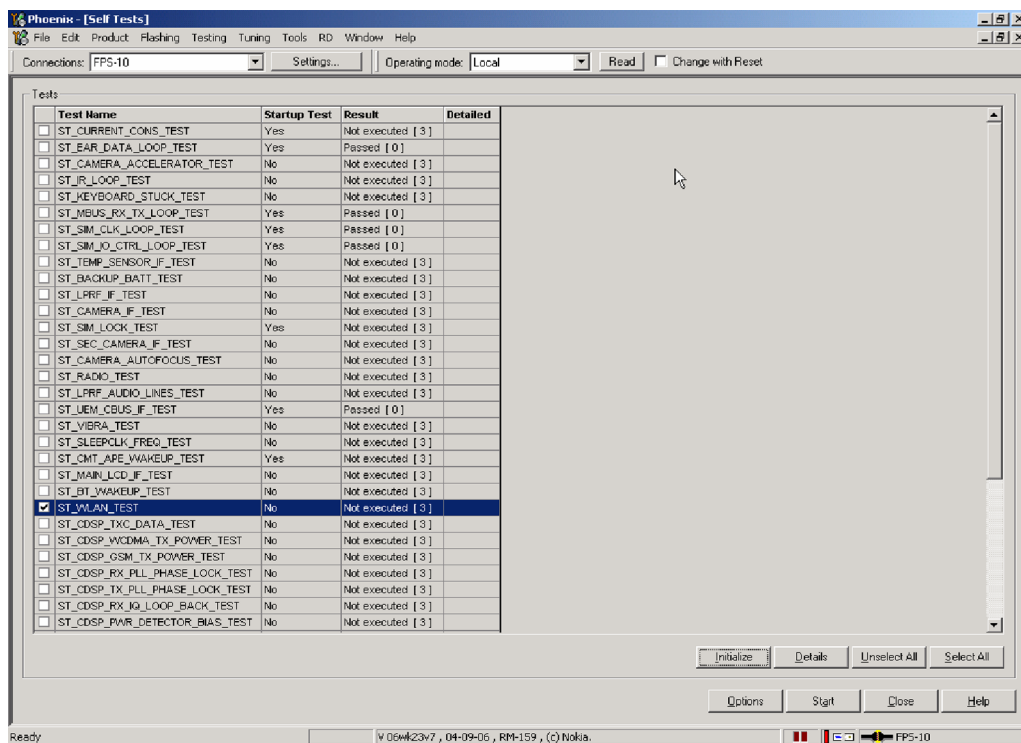 Phoenix - [Self Tests]
File Edit Product Flashing Testing Tuning Tools RD Window Help
Connections: FPS-10 Settings... Operating mode: Local Read Change with Reset
Tests
Test Name Startup Test Result Detailed
ST_CURRENT_CONS_TEST Yes Not executed [ 3 ]
ST_EAR_DATA_LOOP_TEST Yes Passed [ 0 ]
ST_CAMERA_ACCELERATOR_TEST No Not executed [ 3 ]
ST_IR_LOOP_TEST No Not executed [ 3 ]
ST_KEYBOARD_STUCK_TEST No Not executed [ 3 ]
ST_MBUS_RX_TX_LOOP_TEST Yes Passed [ 0 ]
ST_SIM_CLK_LOOP_TEST Yes Passed [ 0 ]
ST_SIM_IO_CTRL_LOOP_TEST Yes Passed [ 0 ]
ST_TEMP_SENSOR_IF_TEST No Not executed [ 3 ]
ST_BACKUP_BATT_TEST No Not executed [ 3 ]
ST_LPRF_IF_TEST No Not executed [ 3 ]
ST_CAMERA_IF_TEST No Not executed [ 3 ]
ST_SIM_LOCK_TEST Yes Not executed [ 3 ]
ST_SEC_CAMERA_IF_TEST No Not executed [ 3 ]
ST_CAMERA_AUTOFOCUS_TEST No Not executed [ 3 ]
ST_RADIO_TEST No Not executed [ 3 ]
ST_LPRF_AUDIO_LINES_TEST No Not executed [ 3 ]
ST_UEM_CBUS_IF_TEST Yes Passed [ 0 ]
ST_VIBRA_TEST No Not executed [ 3 ]
ST_SLEEPCLK_FREQ_TEST No Not executed [ 3 ]
ST_CMT_APE_WAKEUP_TEST Yes Not executed [ 3 ]
ST_MAIN_LCD_IF_TEST No Not executed [ 3 ]
ST_BT_WAKEUP_TEST No Not executed [ 3 ]
ST_WLAN_TEST No Not executed [ 3 ]
ST_CDSP_TXC_DATA_TEST No Not executed [ 3 ]
ST_CDSP_WCDMA_TX_POWER_TEST No Not executed [ 3 ]
ST_CDSP_GSM_TX_POWER_TEST No Not executed [ 3 ]
ST_CDSP_RX_PLL_PHASE_LOCK_TEST No Not executed [ 3 ]
ST_CDSP_TX_PLL_PHASE_LOCK_TEST No Not executed [ 3 ]
ST_CDSP_RX_IQ_LOOP_BACK_TEST No Not executed [ 3 ]
ST_CDSP_PWR_DETECTOR_BIAS_TEST No Not executed [ 3 ]
Initialize Details Unselect All Select All
Options Start Close Help
Ready V 06wk23v7 , 04-09-06 , RM-159 , (c) Nokia. FPS-10